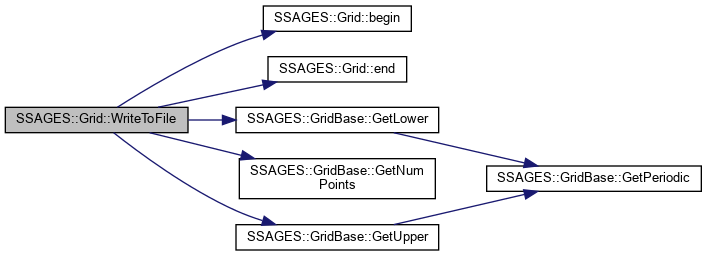 SSAGES::Grid::begin
SSAGES::Grid::end
SSAGES::Grid::WriteToFile
SSAGES::GridBase::GetLower
SSAGES::GridBase::GetNum
Points
SSAGES::GridBase::GetPeriodic
SSAGES::GridBase::GetUpper